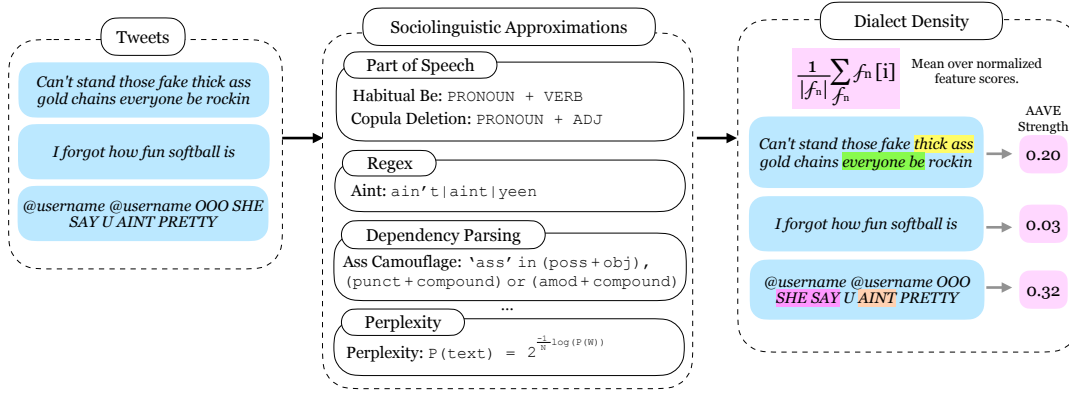 Tweets
Can't stand those fake thick ass
gold chains everyone be rockin
I forgot how fun softball is
@username @username OOO SHE
SAY U AINT PRETTY
Sociolinguistic Approximations
Part of Speech
Habitual Be: PRONOUN + VERB
Copula Deletion: PRONOUN + ADJ
Regex
Aint: ain't|aint|yeen
Dependency Parsing
Ass Camouflage: 'ass' in (poss+obj),
(punct+compound) or (amod+compound)
...
Perplexity
Perplexity: P(text) = 2^{-1/N log(P(W))}
Dialect Density
1/|fn| ∑fn fn[i]
Mean over normalized
feature scores.
AAVE
Strength
Can't stand those fake thick ass
gold chains everyone be rockin
0.20
I forgot how fun softball is
0.03
@username @username OOO
SHE SAY U AINT PRETTY
0.32